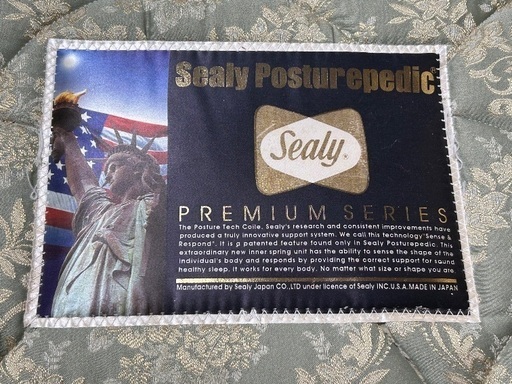 Sealy Posturepedic
Sealy®
PREMIUM SERIES
The Posture Tech Coile. Sealy's research and consistent improvements have
produced a truly innovative support system. We call this technology"Sense &
Respond". It is p patented feature found only in Sealy Posturepedic. This
extraordinary new inner spring unit has the ability to sense the shape of the
individual's body and responds by providing the correct support for sound
healthy sleep. It works for every body. No matter what size or shape you are
Manufactured by Sealy Japan CO.,LTD under licence of Sealy INC.U.S.A.MADE IN JAPAN